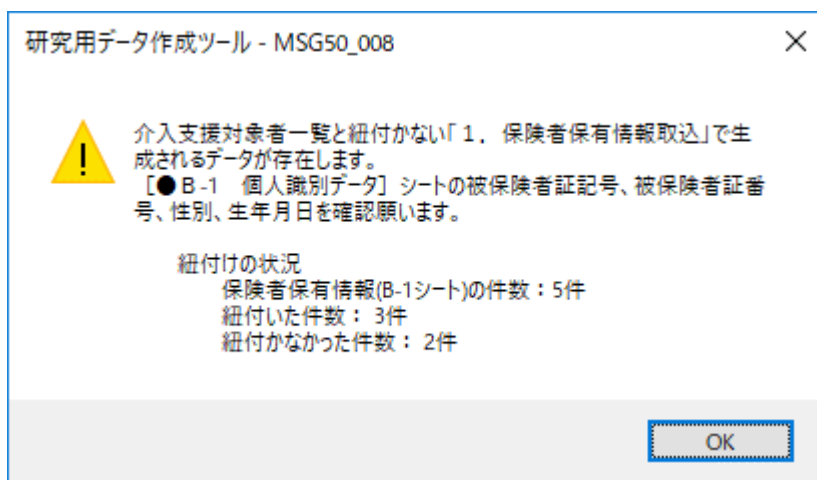 研究用データ作成ツール - MSG50_008
介入支援対象者一覧と紐付かない「１．保険者保有情報取込」で生
成されるデータが存在します。
［●Ｂ-1　個人識別データ］シートの被保険者証記号、被保険者証番
号、性別、生年月日を確認願います。
紐付けの状況
保険者保有情報(B-1シート)の件数：5件
紐付いた件数： 3件
紐付かなかった件数： 2件
OK